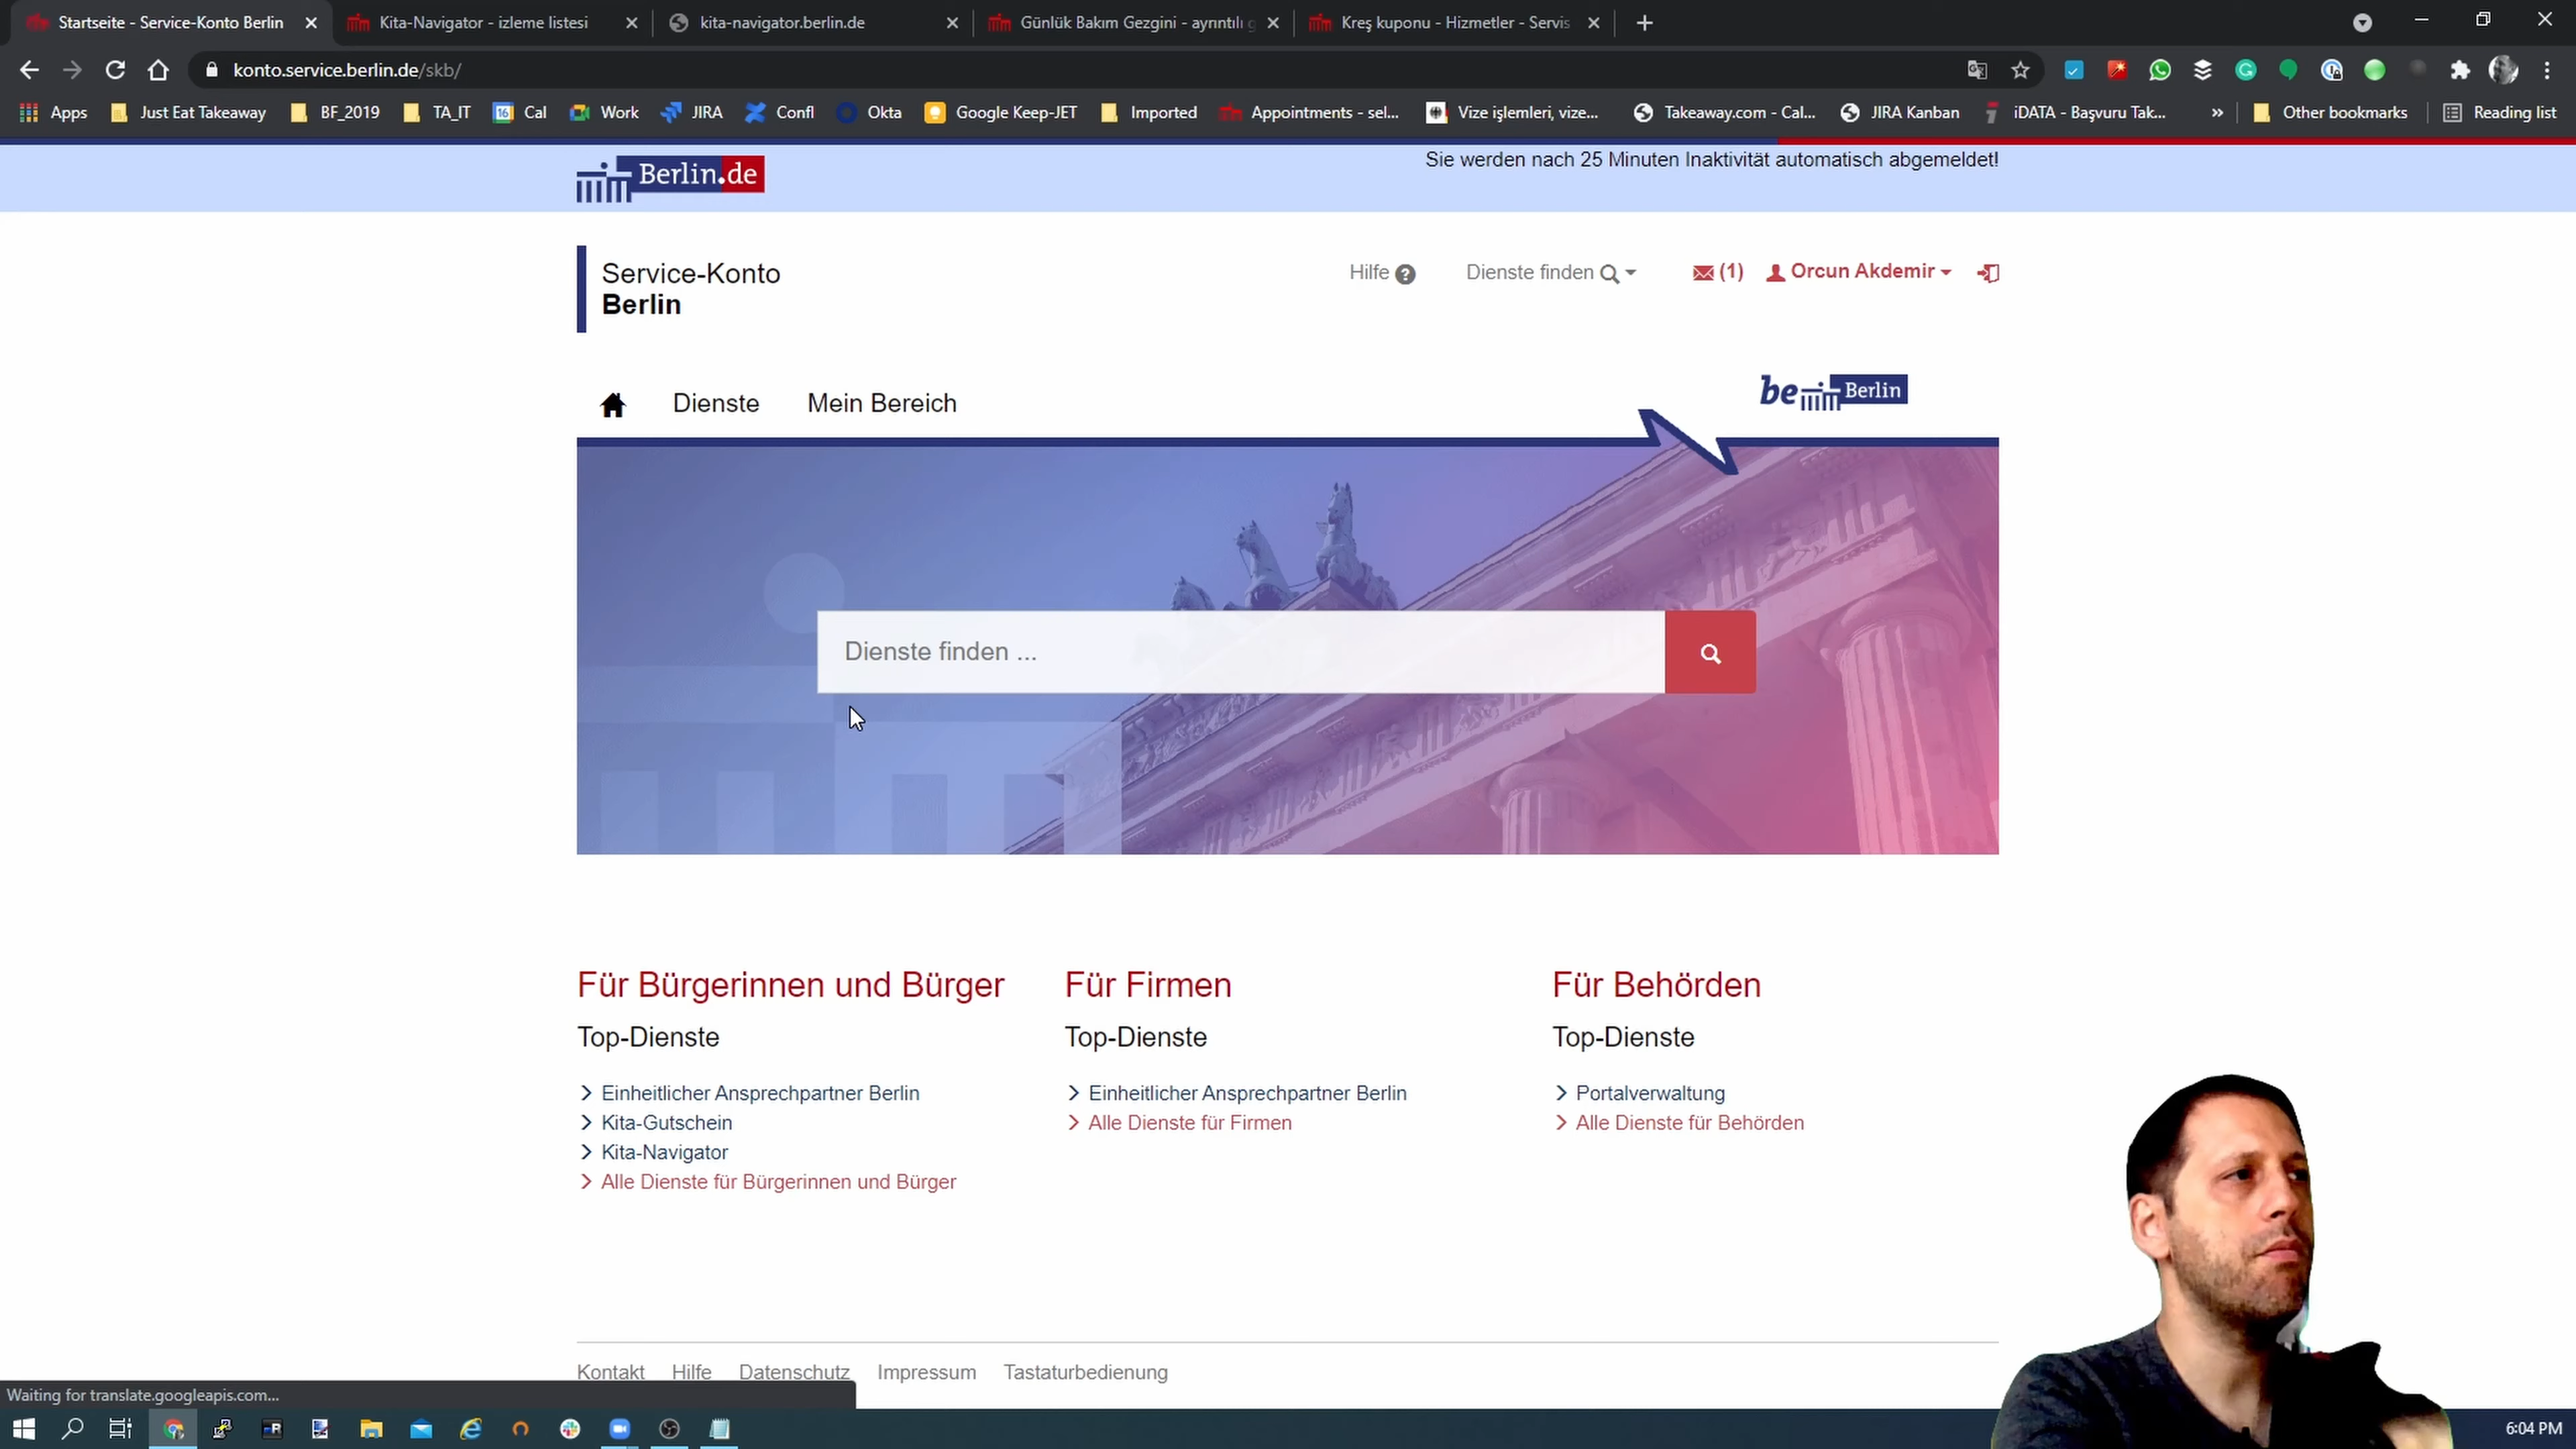 Startseite - Service-Konto Berlin
Kita-Navigator - izleme listesi
kita-navigator.berlin.de
Günlük Bakım Gezgini - ayrıntılı g
Kreş kuponu - Hizmetler - Servis
konto.service.berlin.de/skb/
Apps
Just Eat Takeaway
BF_2019
TA_IT
16
Cal
Work
JIRA
Confl
Okta
Google Keep-JET
Imported
Appointments - sel...
Vize işlemleri, vize...
Takeaway.com - Cal...
JIRA Kanban
iDATA - Başvuru Tak...
»
Other bookmarks
Reading list
Berlin.de
Sie werden nach 25 Minuten Inaktivität automatisch abgemeldet!
Service-Konto
Berlin
Hilfe ?
Dienste finden
(1)
Orcun Akdemir
Dienste
Mein Bereich
be Berlin
Dienste finden ...
Für Bürgerinnen und Bürger
Top-Dienste
Einheitlicher Ansprechpartner Berlin
Kita-Gutschein
Kita-Navigator
Alle Dienste für Bürgerinnen und Bürger
Für Firmen
Top-Dienste
Einheitlicher Ansprechpartner Berlin
Alle Dienste für Firmen
Für Behörden
Top-Dienste
Portalverwaltung
Alle Dienste für Behörden
Kontakt
Hilfe
Datenschutz
Impressum
Tastaturbedienung
Waiting for translate.googleapis.com...
6:04 PM